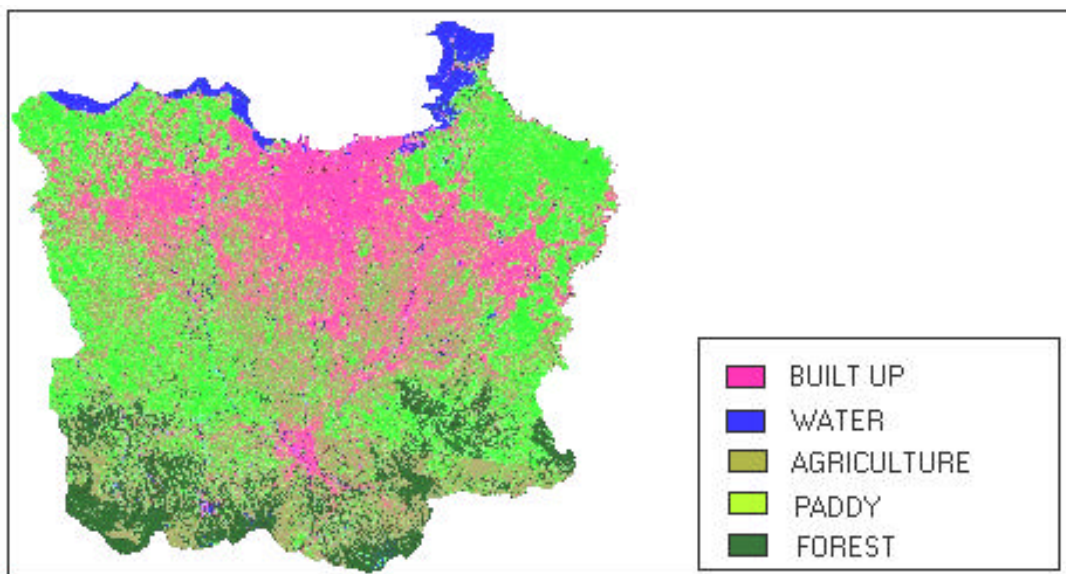 BUILT UP
WATER
AGRICULTURE
PADDY
FOREST